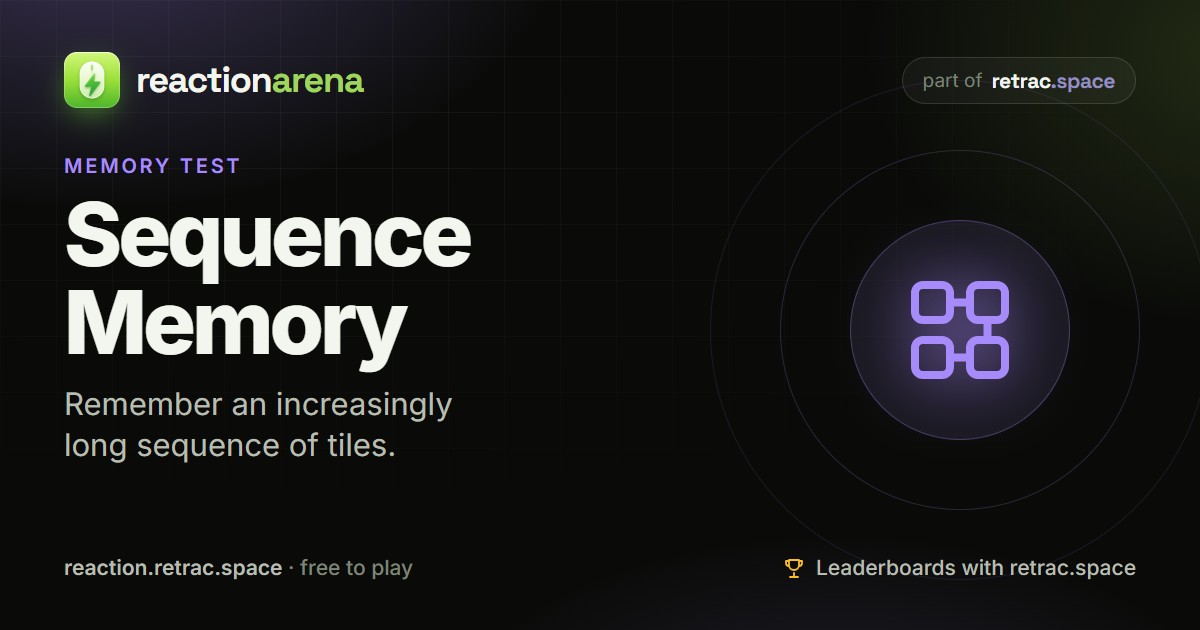 reactionarena
part of retrac.space
MEMORY TEST
Sequence
Memory
Remember an increasingly
long sequence of tiles.
reaction.retrac.space · free to play
Leaderboards with retrac.space